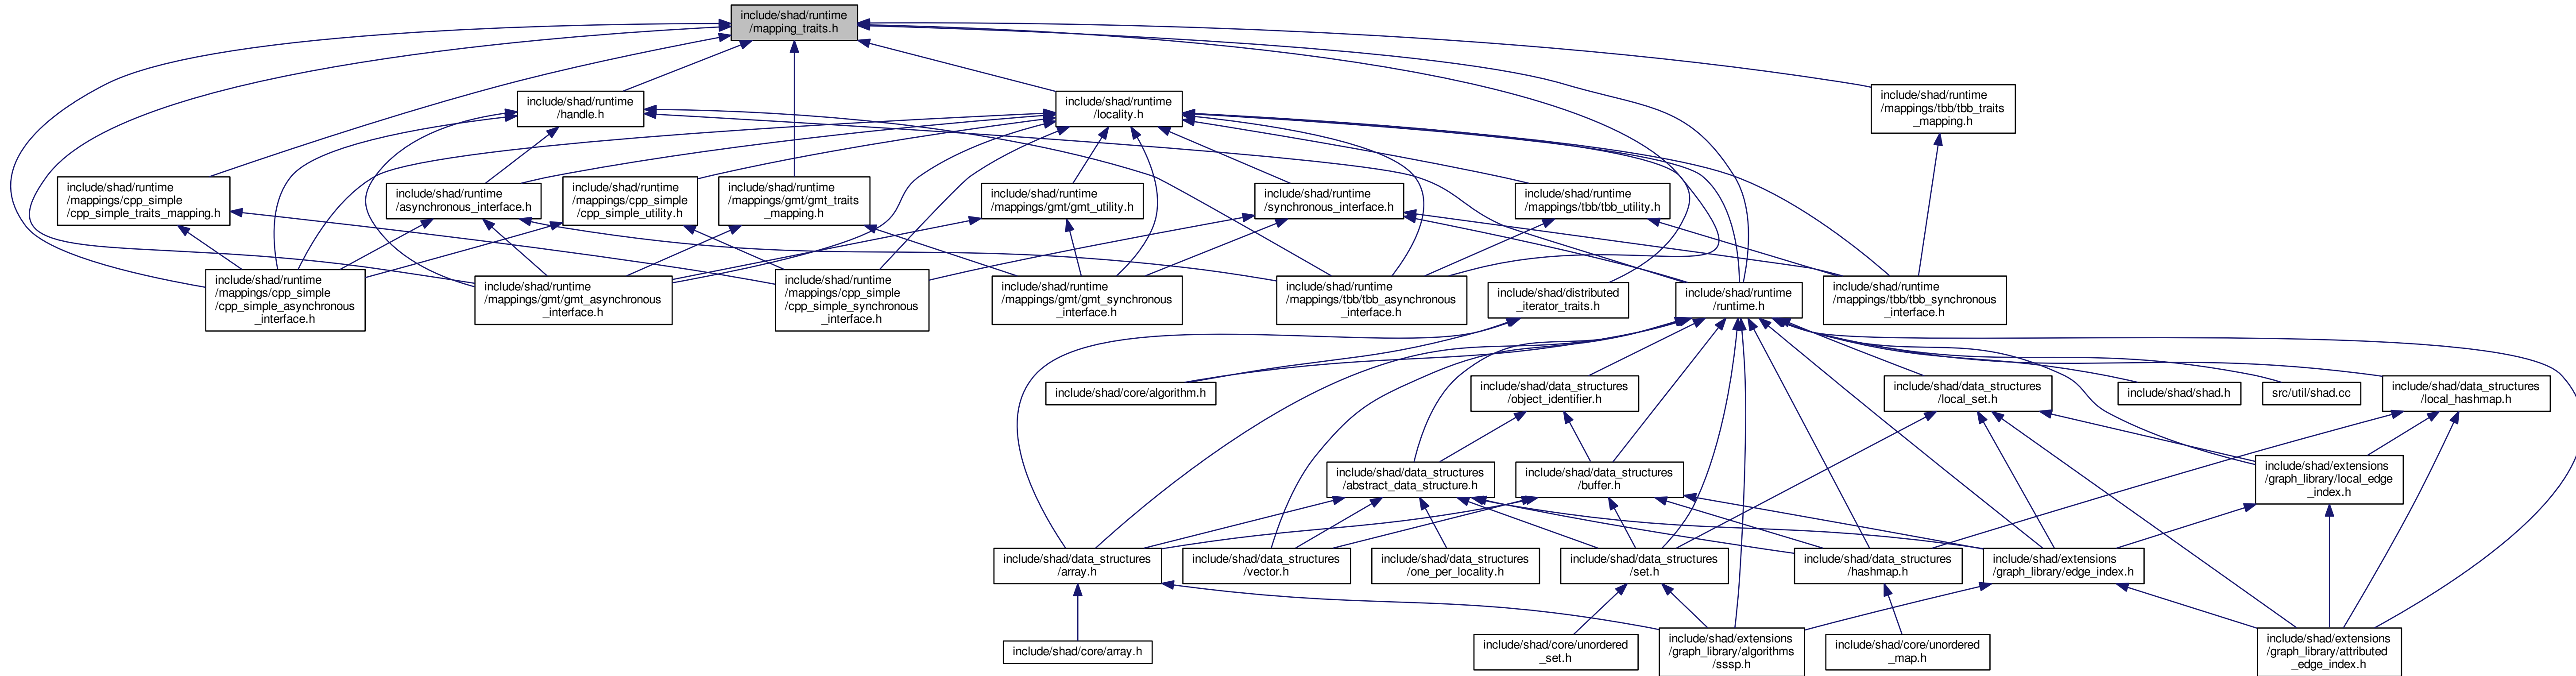 include/shad/runtime
/mapping_traits.h
include/shad/runtime
/handle.h
include/shad/runtime
/locality.h
include/shad/runtime
/mappings/tbb/tbb_traits
_mapping.h
include/shad/runtime
/mappings/cpp_simple
/cpp_simple_traits_mapping.h
include/shad/runtime
/asynchronous_interface.h
include/shad/runtime
/mappings/cpp_simple
/cpp_simple_utility.h
include/shad/runtime
/mappings/gmt/gmt_traits
_mapping.h
include/shad/runtime
/mappings/gmt/gmt_utility.h
include/shad/runtime
/synchronous_interface.h
include/shad/runtime
/mappings/tbb/tbb_utility.h
include/shad/runtime
/mappings/cpp_simple
/cpp_simple_asynchronous
_interface.h
include/shad/runtime
/mappings/gmt/gmt_asynchronous
_interface.h
include/shad/runtime
/mappings/cpp_simple
/cpp_simple_synchronous
_interface.h
include/shad/runtime
/mappings/gmt/gmt_synchronous
_interface.h
include/shad/runtime
/mappings/tbb/tbb_asynchronous
_interface.h
include/shad/distributed
_iterator_traits.h
include/shad/runtime
/runtime.h
include/shad/runtime
/mappings/tbb/tbb_synchronous
_interface.h
include/shad/core/algorithm.h
include/shad/data_structures
/object_identifier.h
include/shad/data_structures
/local_set.h
include/shad/shad.h
src/util/shad.cc
include/shad/data_structures
/local_hashmap.h
include/shad/data_structures
/abstract_data_structure.h
include/shad/data_structures
/buffer.h
include/shad/extensions
/graph_library/local_edge
_index.h
include/shad/data_structures
/array.h
include/shad/data_structures
/vector.h
include/shad/data_structures
/one_per_locality.h
include/shad/data_structures
/set.h
include/shad/data_structures
/hashmap.h
include/shad/extensions
/graph_library/edge_index.h
include/shad/core/array.h
include/shad/core/unordered
_set.h
include/shad/extensions
/graph_library/algorithms
/sssp.h
include/shad/core/unordered
_map.h
include/shad/extensions
/graph_library/attributed
_edge_index.h